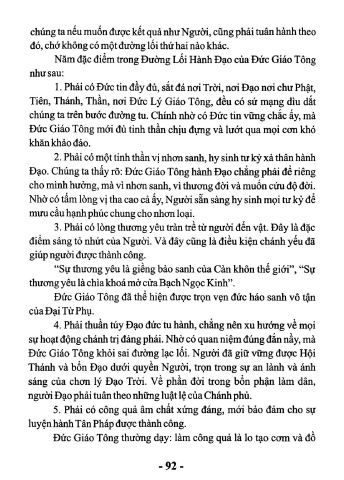 chúng ta nếu muốn được kết quả như Người, cũng phải tuân hành theo
đó, chớ không có một đường lối thứ hai nào khác.
Năm đặc điểm trong Đường Lối Hành Đạo của Đức Giáo Tông
như sau:
1. Phải có Đức tin đầy đủ, sắt đá nơi Trời, nơi Đạo nơi chư Phật,
Tiên, Thánh, Thần, nơi Đức Lý Giáo Tông, đều có sứ mạng dìu dắt
chúng ta trên bước đường tu. Chính nhờ có Đức tin vững chắc ấy, mà
Đức Giáo Tông mới đủ tinh thần chịu đựng và lướt qua mọi cơn khó
khăn khảo đảo.
2. Phải có một tinh thần vị nhơn sanh, hy sinh tư kỷ xả thân hành
Đạo. Chúng ta thấy rõ: Đức Giáo Tông hành Đạo chẳng phải để riêng
cho mình hưởng, mà vì nhơn sanh, vì thương đời và muốn cứu độ đời.
Nhờ có tấm lòng vị tha cao cả ấy, Người sẵn sàng hy sinh mọi tư kỷ để
mưu cầu hạnh phúc chung cho nhơn loại.
3. Phải có lòng thương yêu tràn trề từ người đến vật. Đây là đặc
điểm sáng tỏ nhứt của Người. Và đây cũng là điều kiện chánh yếu đã
giúp người được thành công.
“Sự thương yêu là giềng bảo sanh của Càn khôn thế giới”, “Sự
thương yêu là chìa khoá mở cửa Bạch Ngọc Kinh”.
Đức Giáo Tông đã thể hiện được trọn vẹn đức háo sanh vô tận
của Đại Từ Phụ.
4. Phải thuần túy Đạo đức tu hành, chẳng nên xu hướng về mọi
sự hoạt động chánh trị đảng phái. Nhờ có quan niệm đúng đắn nầy, mà
Đức Giáo Tông khỏi sai đường lạc lối. Người đã giữ vững được Hội
Thánh và bổn Đạo dưới quyền Người, trọn trong sự an lành và ánh
sáng của chơn lý Đạo Trời. Về phần đời trong bổn phận làm dân,
người Đạo phải tuân theo những luật lệ của Chánh phủ.
5. Phải có công quả âm chất xứng đáng, mới bảo đảm cho sự
luyện hành Tân Pháp được thành công.
Đức Giáo Tông thường dạy: làm công quả là lo tạo cơm và đồ
- 92 -